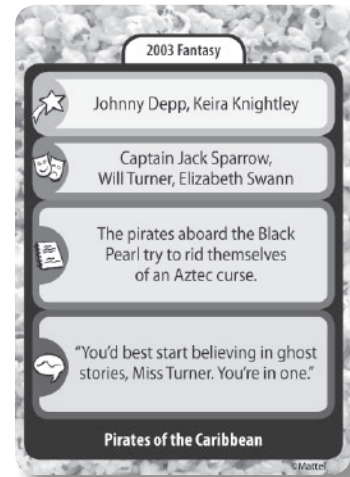 2003 Fantasy
Johnny Depp, Keira Knightley
Captain Jack Sparrow,
Will Turner, Elizabeth Swann
The pirates aboard the Black
Pearl try to rid themselves
of an Aztec curse.
“You’d best start believing in ghost
stories, Miss Turner. You’re in one.”
Pirates of the Caribbean
©Mattel